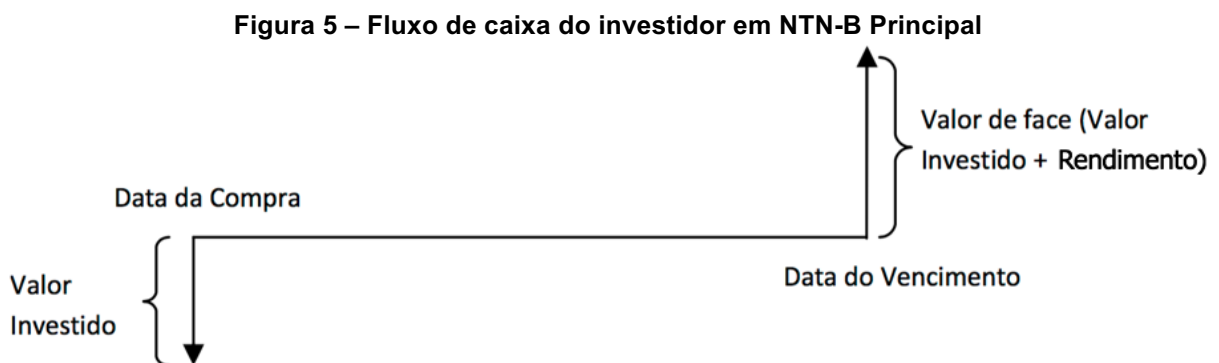 Figura 5 – Fluxo de caixa do investidor em NTN-B Principal
Valor de face (Valor
Investido + Rendimento)
Data da Compra
Data do Vencimento
Valor
Investido